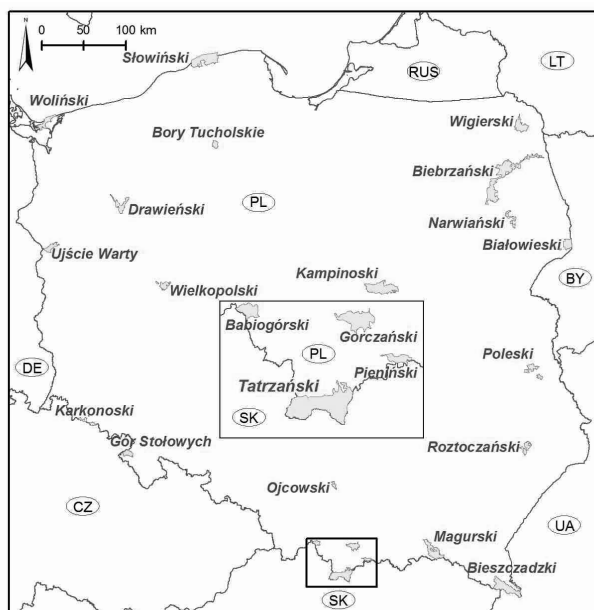 N
0 50 100 km
Słowiński
RUS
LT
Woliński
Wigierski
Bory Tucholskie
Biebrzański
Drawieński
PL
Narwiański
Białowieski
Ujście Warty
BY
Wielkopolski
Kampinoski
Babiogórski
Gorczański
PL
Pieniński
DE
Poleski
Tatrzański
SK
Karkonoski
Gór Stołowych
Roztoczański
Ojcowski
CZ
UA
Magurski
Bieszczadzki
SK